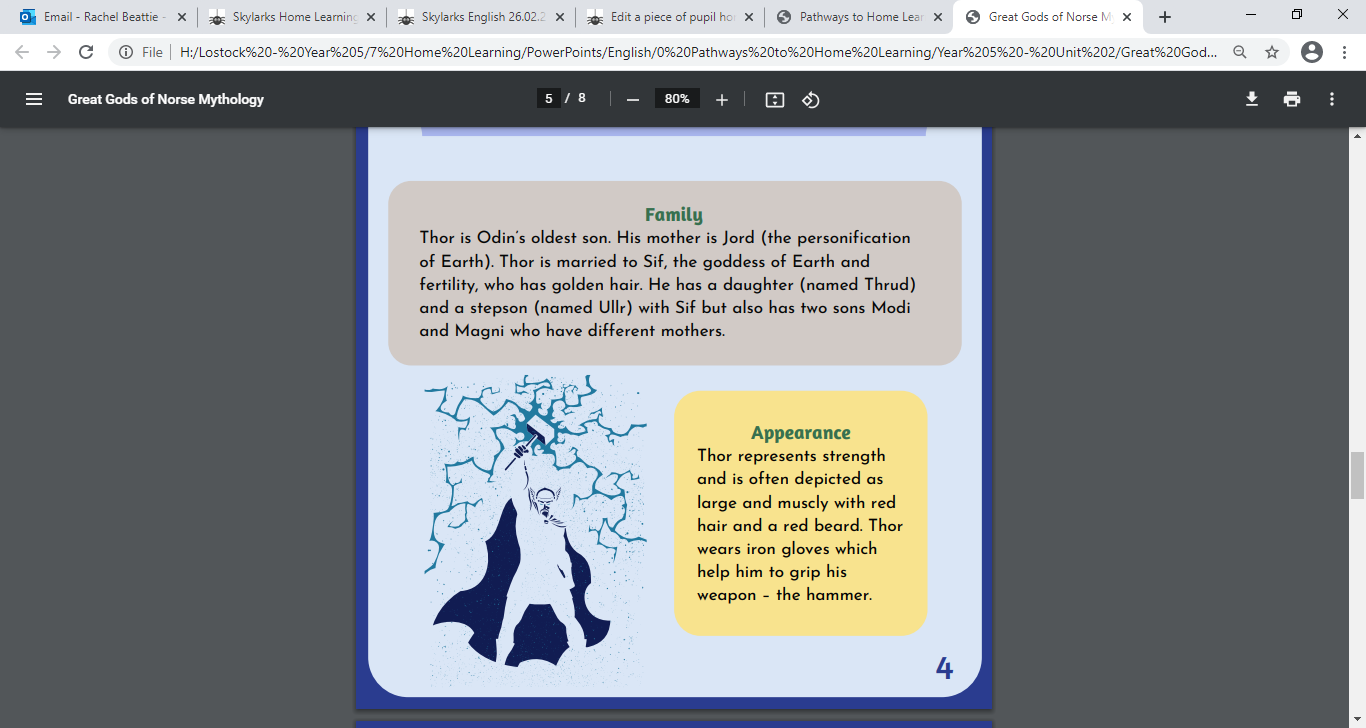 Email - Rachel Beattie -
Skylarks Home Learning
Skylarks English 26.02.2
Edit a piece of pupil ho
Pathways to Home Lear
Great Gods of Norse M
File
H:/Lostock%20-%20Year%205/7%20Home%20Learning/PowerPoints/English/0%20Pathways%20to%20Home%20Learning/Year%205%20-%20Unit%202/Great%20God...
Great Gods of Norse Mythology
5 / 8
80%
Family
Thor is Odin's oldest son. His mother is Jord (the personification
of Earth). Thor is married to Sif, the goddess of Earth and
fertility, who has golden hair. He has a daughter (named Thrud)
and a stepson (named Ullr) with Sif but also has two sons Modi
and Magni who have different mothers.
Appearance
Thor represents strength
and is often depicted as
large and muscly with red
hair and a red beard. Thor
wears iron gloves which
help him to grip his
weapon – the hammer.
4